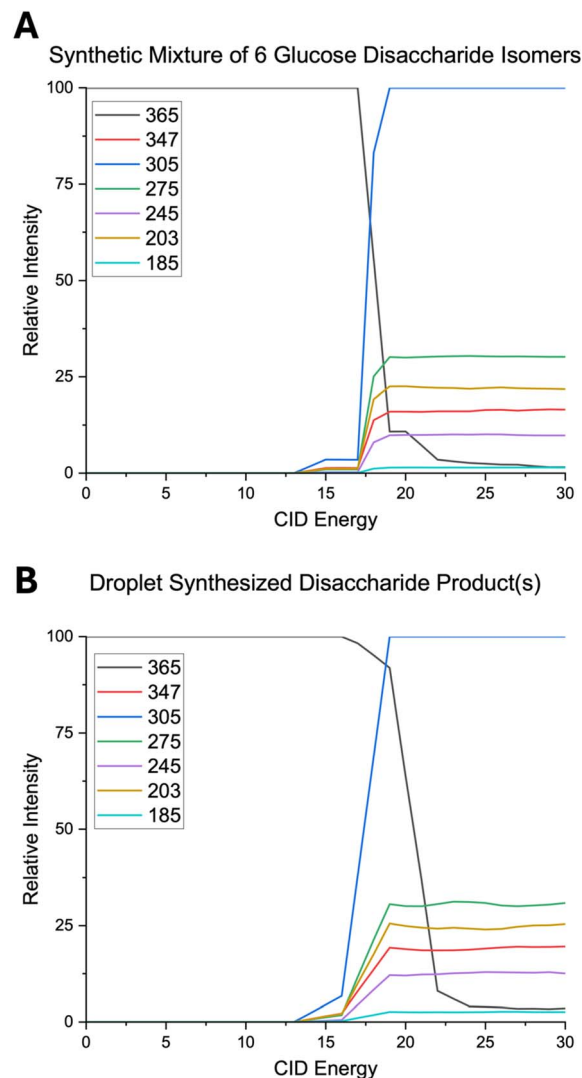 A
Synthetic Mixture of 6 Glucose Disaccharide Isomers
100
75
50
25
0
Relative Intensity
365
347
305
275
245
203
185
0 5 10 15 20 25 30
CID Energy
B
Droplet Synthesized Disaccharide Product(s)
100
75
50
25
0
Relative Intensity
365
347
305
275
245
203
185
0 5 10 15 20 25 30
CID Energy